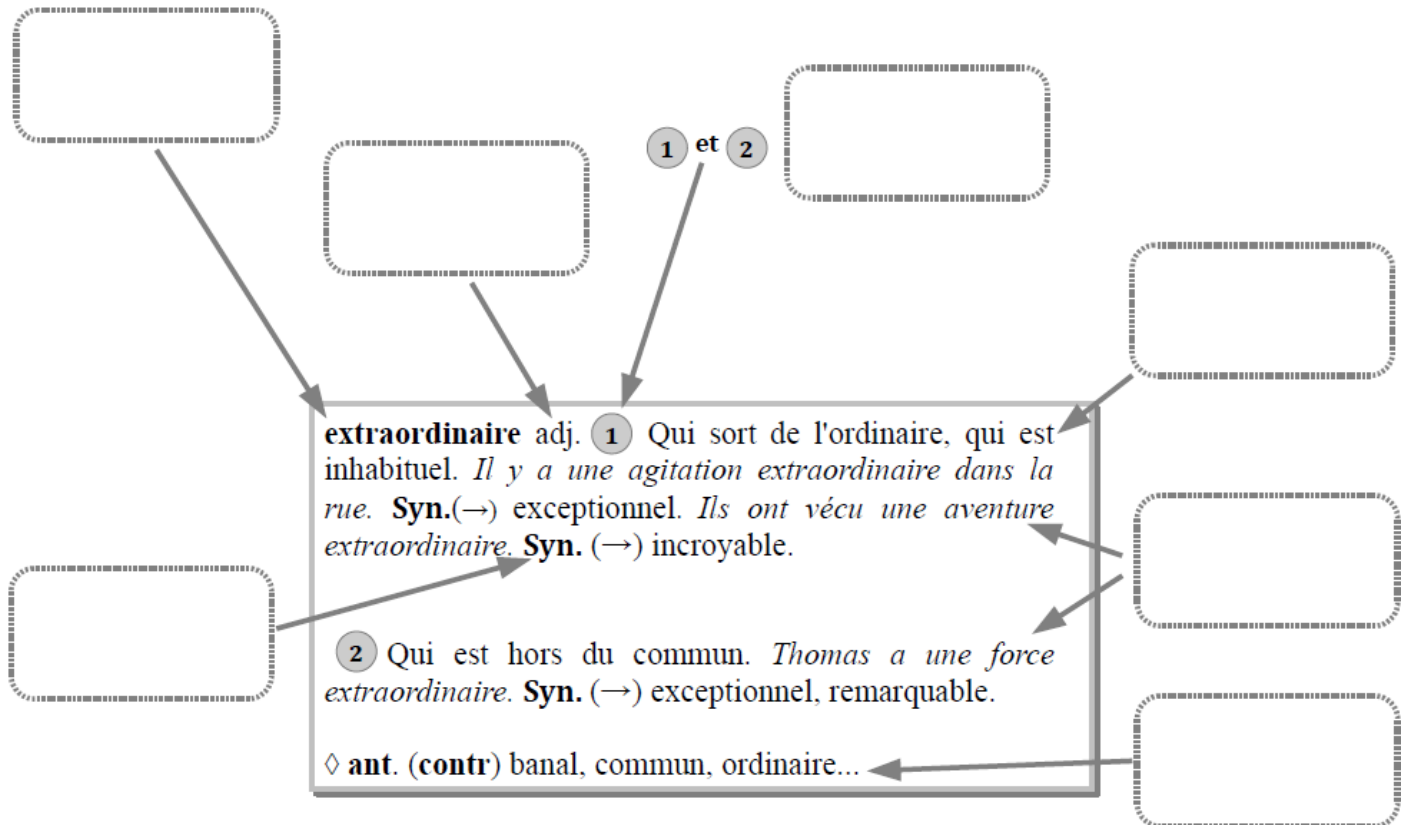 1 et 2
extraordinaire adj. 1 Qui sort de l'ordinaire, qui est
inhabituel. Il y a une agitation extraordinaire dans la
rue. Syn.(→) exceptionnel. Ils ont vécu une aventure
extraordinaire. Syn. (→) incroyable.
2 Qui est hors du commun. Thomas a une force
extraordinaire. Syn. (→) exceptionnel, remarquable.
◊ ant. (contr) banal, commun, ordinaire...